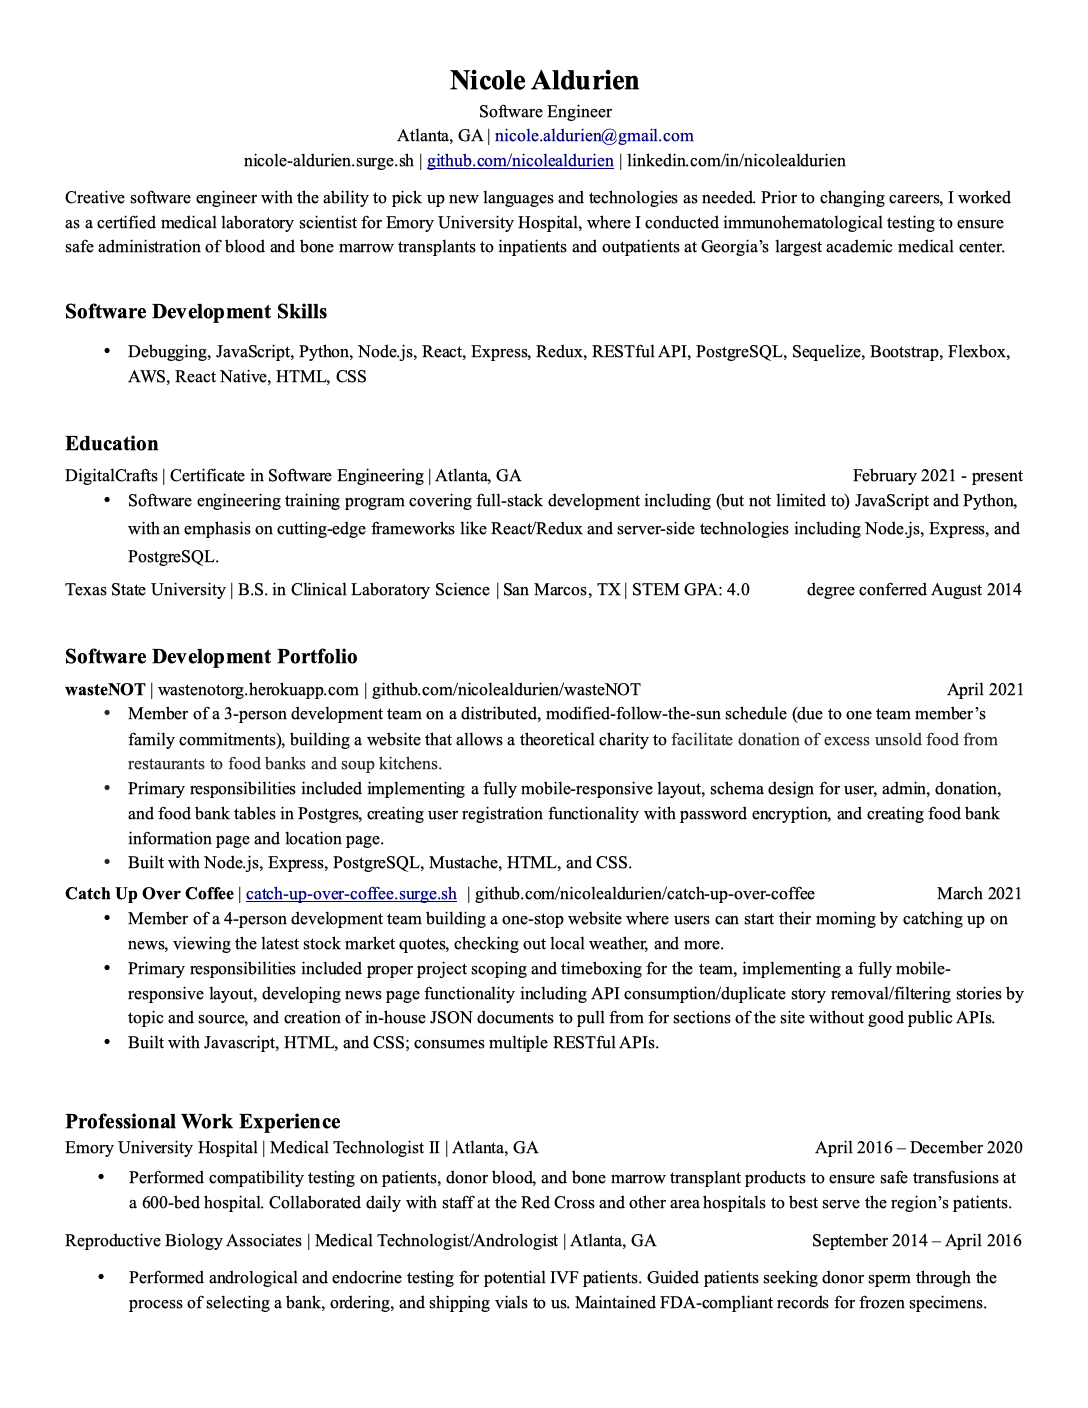 Nicole Aldurien
Software Engineer
Atlanta, GA | nicole.aldurien@gmail.com
nicole-aldurien.surge.sh | github.com/nicolealdurien | linkedin.com/in/nicolealdurien
Creative software engineer with the ability to pick up new languages and technologies as needed. Prior to changing careers, I worked
as a certified medical laboratory scientist for Emory University Hospital, where I conducted immunohematological testing to ensure
safe administration of blood and bone marrow transplants to inpatients and outpatients at Georgia’s largest academic medical center.
Software Development Skills
• Debugging, JavaScript, Python, Node.js, React, Express, Redux, RESTful API, PostgreSQL, Sequelize, Bootstrap, Flexbox,
AWS, React Native, HTML, CSS
Education
DigitalCrafts | Certificate in Software Engineering | Atlanta, GA February 2021 - present
• Software engineering training program covering full-stack development including (but not limited to) JavaScript and Python,
with an emphasis on cutting-edge frameworks like React/Redux and server-side technologies including Node.js, Express, and
PostgreSQL.
Texas State University | B.S. in Clinical Laboratory Science | San Marcos, TX | STEM GPA: 4.0 degree conferred August 2014
Software Development Portfolio
wasteNOT | wastenotorg.herokuapp.com | github.com/nicolealdurien/wasteNOT April 2021
• Member of a 3-person development team on a distributed, modified-follow-the-sun schedule (due to one team member’s
family commitments), building a website that allows a theoretical charity to facilitate donation of excess unsold food from
restaurants to food banks and soup kitchens.
• Primary responsibilities included implementing a fully mobile-responsive layout, schema design for user, admin, donation,
and food bank tables in Postgres, creating user registration functionality with password encryption, and creating food bank
information page and location page.
• Built with Node.js, Express, PostgreSQL, Mustache, HTML, and CSS.
Catch Up Over Coffee | catch-up-over-coffee.surge.sh | github.com/nicolealdurien/catch-up-over-coffee March 2021
• Member of a 4-person development team building a one-stop website where users can start their morning by catching up on
news, viewing the latest stock market quotes, checking out local weather, and more.
• Primary responsibilities included proper project scoping and timeboxing for the team, implementing a fully mobile-
responsive layout, developing news page functionality including API consumption/duplicate story removal/filtering stories by
topic and source, and creation of in-house JSON documents to pull from for sections of the site without good public APIs.
• Built with Javascript, HTML, and CSS; consumes multiple RESTful APIs.
Professional Work Experience
Emory University Hospital | Medical Technologist II | Atlanta, GA April 2016 – December 2020
• Performed compatibility testing on patients, donor blood, and bone marrow transplant products to ensure safe transfusions at
a 600-bed hospital. Collaborated daily with staff at the Red Cross and other area hospitals to best serve the region’s patients.
Reproductive Biology Associates | Medical Technologist/Andrologist | Atlanta, GA September 2014 – April 2016
• Performed andrological and endocrine testing for potential IVF patients. Guided patients seeking donor sperm through the
process of selecting a bank, ordering, and shipping vials to us. Maintained FDA-compliant records for frozen specimens.